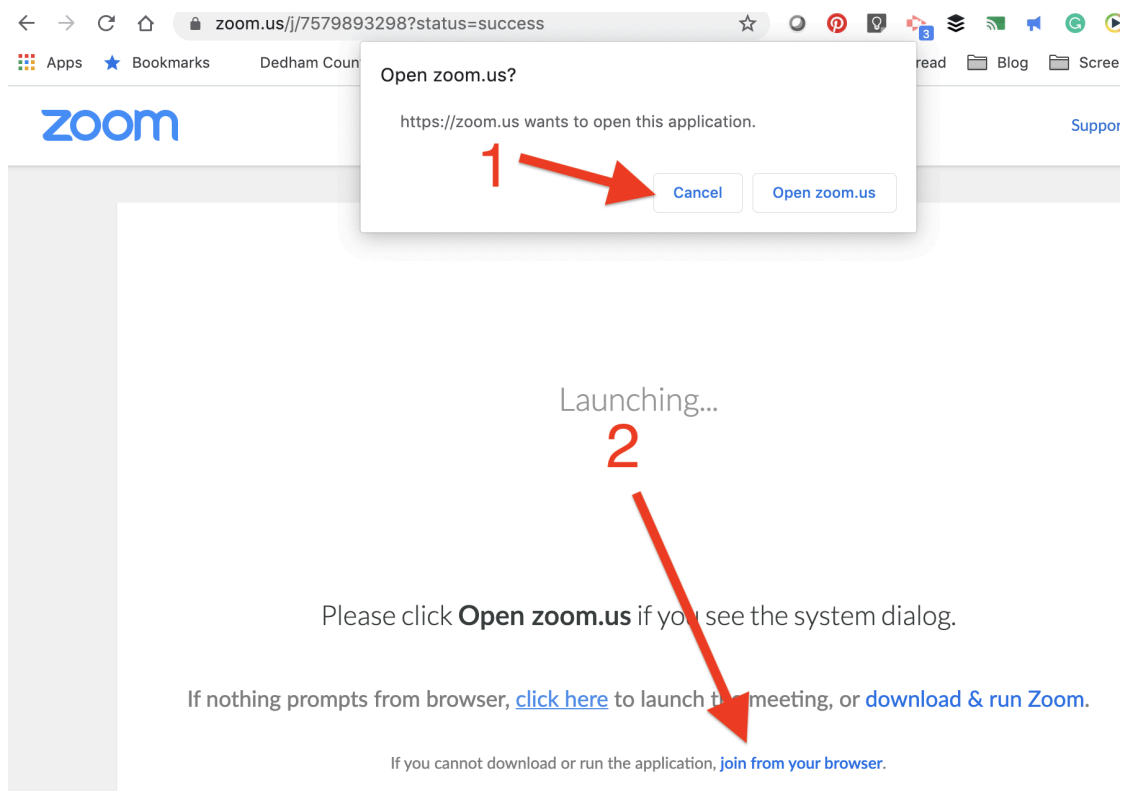 zoom.us/j/7579893298?status=success
3
Apps Bookmarks Dedham Coun read Blog Scree
Open zoom.us?
https://zoom.us wants to open this application.
zoom
Suppor
1
Cancel Open zoom.us
Launching...
2
Please click Open zoom.us if you see the system dialog.
If nothing prompts from browser, click here to launch the meeting, or download & run Zoom.
If you cannot download or run the application, join from your browser.